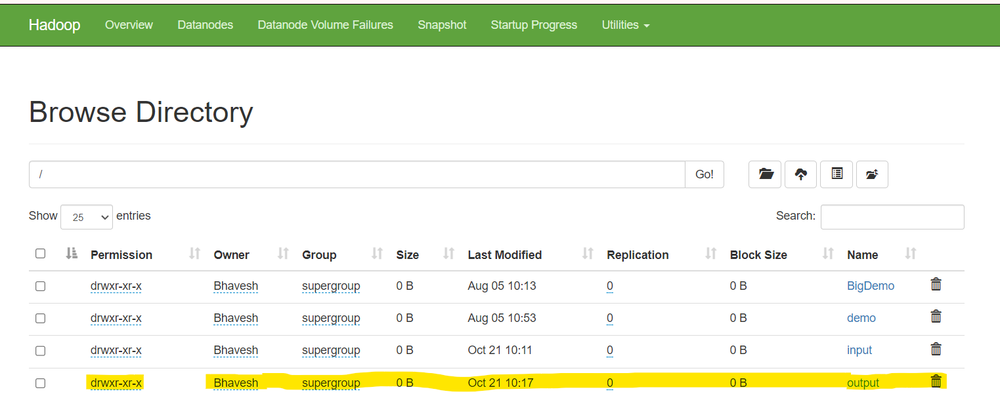 Hadoop Overview Datanodes Datanode Volume Failures Snapshot Startup Progress Utilities
Browse Directory
/ Go!
Show 25 entries Search:
Permission Owner Group Size Last Modified Replication Block Size Name
drwxr-xr-x Bhavesh supergroup 0 B Aug 05 10:13 0 0 B BigDemo
drwxr-xr-x Bhavesh supergroup 0 B Aug 05 10:53 0 0 B demo
drwxr-xr-x Bhavesh supergroup 0 B Oct 21 10:11 0 0 B input
drwxr-xr-x Bhavesh supergroup 0 B Oct 21 10:17 0 0 B output